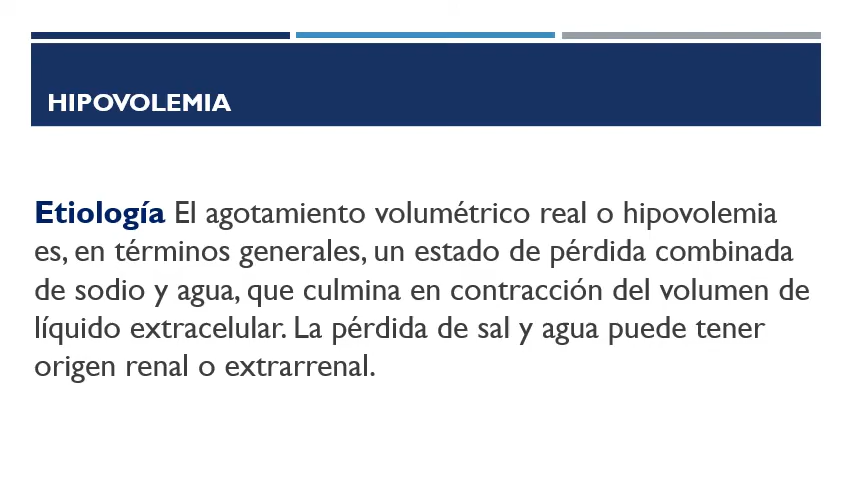 HIPOVOLEMIA
Etiología El agotamiento volumétrico real o hipovolemia
es, en términos generales, un estado de pérdida combinada
de sodio y agua, que culmina en contracción del volumen de
líquido extracelular. La pérdida de sal y agua puede tener
origen renal o extrarrenal.